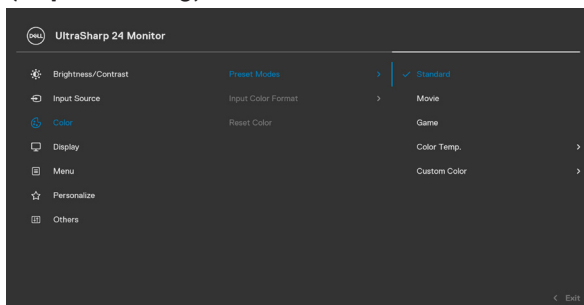 DELL UltraSharp 24 Monitor
Brightness/Contrast
Input Source
Color
Display
Menu
Personalize
Others
Preset Modes
Input Color Format
Reset Color
Standard
Movie
Game
Color Temp.
Custom Color
Exit